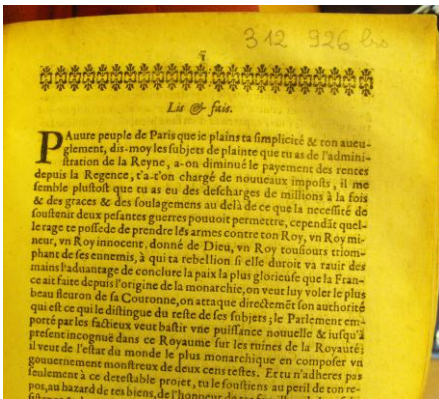 312 926 bis
Lis & fais.
PAuure peuple de Paris que ie plains ta simplicité & ton aueu-
glement, dis-moy les subjets de plainte que tu as de l'admini-
stration de la Reyne, a-on diminué le payement des rentes
depuis la Regence, t'a-t'on chargé de nouueaux imposts, il me
semble plustost que tu as eu des descharges de millions à la fois
& des graces & des soulagemens au delà de ce que la necessité de
soustenir deux pesantes guerres pouuoit permettre, cependãt quel-
le rage te possede de prendre les armes contre ton Roy, vn Roy mi-
neur, vn Roy innocent, donné de Dieu, vn Roy tousiours triom-
phant de ses ennemis, à qui ta rebellion si elle duroit va rauir des
mains l'aduantage de conclure la paix la plus glorieuse que la Fran-
ce ait faite depuis l'origine de la monarchie, on veut luy voler le plus
beau fleuron de sa Couronne, on attaque directemẽt son authorité
qui est ce qui le distingue du reste de ses subjets; le Parlement em-
porté par les factieux veut bastir vne puissance nouuelle & iusqu'à
present incognuë dans ce Royaume sur les ruines de la Royauté;
il veut de l'estat du monde le plus monarchique en composer vn
gouuernement monstreux de deux cens testes. Et tu n'adheres pas
seulement à ce detestable projet, tu le soustiens au peril de ton re-
pos, au hazard de tes biens, de l'honneur de